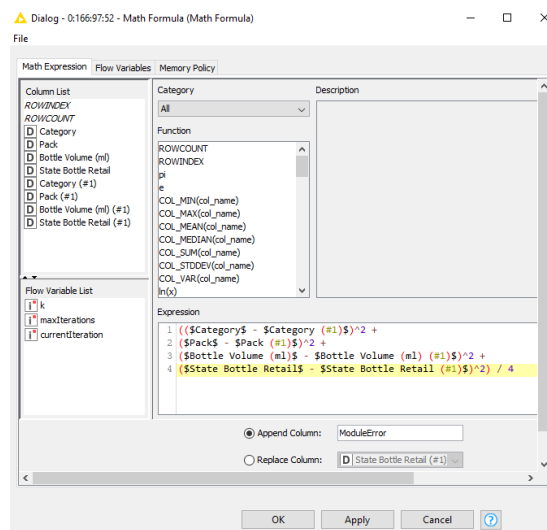 Dialog - 0:166:97:52 - Math Formula (Math Formula)
File
Math Expression Flow Variables Memory Policy
Column List
ROWINDEX
ROWCOUNT
D Category
D Pack
D Bottle Volume (ml)
D State Bottle Retail
D Category (#1)
D Pack (#1)
D Bottle Volume (ml) (#1)
D State Bottle Retail (#1)
Flow Variable List
i k
i maxIterations
i currentIteration
Category
All
Function
ROWCOUNT
ROWINDEX
pi
e
COL_MIN(col_name)
COL_MAX(col_name)
COL_MEAN(col_name)
COL_MEDIAN(col_name)
COL_SUM(col_name)
COL_STDDEV(col_name)
COL_VAR(col_name)
ln(x)
Description
Expression
1 (($Category$ - $Category (#1)$)^2 +
2 ($Pack$ - $Pack (#1)$)^2 +
3 ($Bottle Volume (ml)$ - $Bottle Volume (ml) (#1)$)^2 +
4 ($State Bottle Retail$ - $State Bottle Retail (#1)$)^2) / 4
Append Column: ModuleError
Replace Column: D State Bottle Retail (#1)
OK Apply Cancel ?